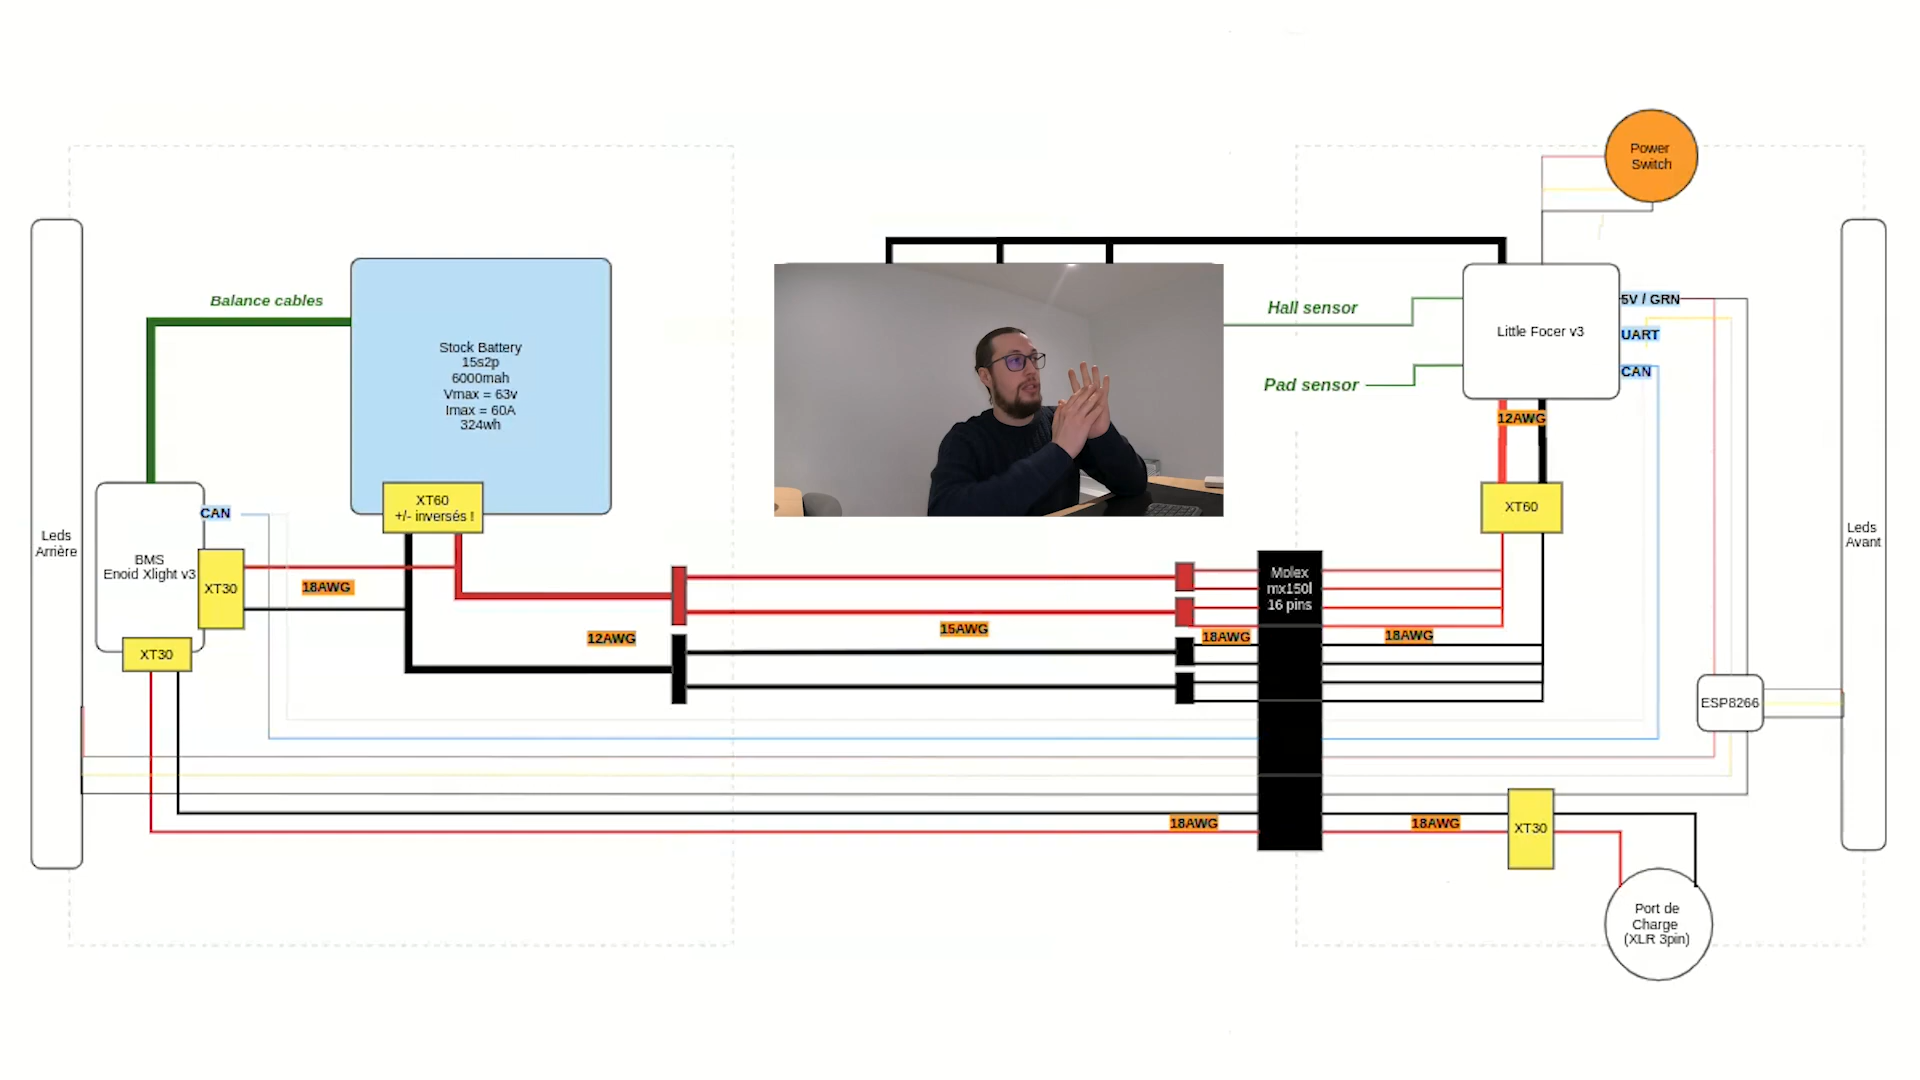 Power
Switch
Balance cables
Hall sensor
5V / GRN
Little Focer v3
UART
Stock Battery
15s2p
6000mah
Vmax = 63v
Imax = 60A
324wh
CAN
Pad sensor
12AWG
XT60
+/- inversés !
XT60
CAN
Leds
Arrière
Leds
Avant
BMS
Enoid Xlight v3
XT30
18AWG
Molex
mx150l
16 pins
12AWG
15AWG
18AWG
18AWG
XT30
ESP8266
18AWG
18AWG
XT30
Port de
Charge
(XLR 3pin)